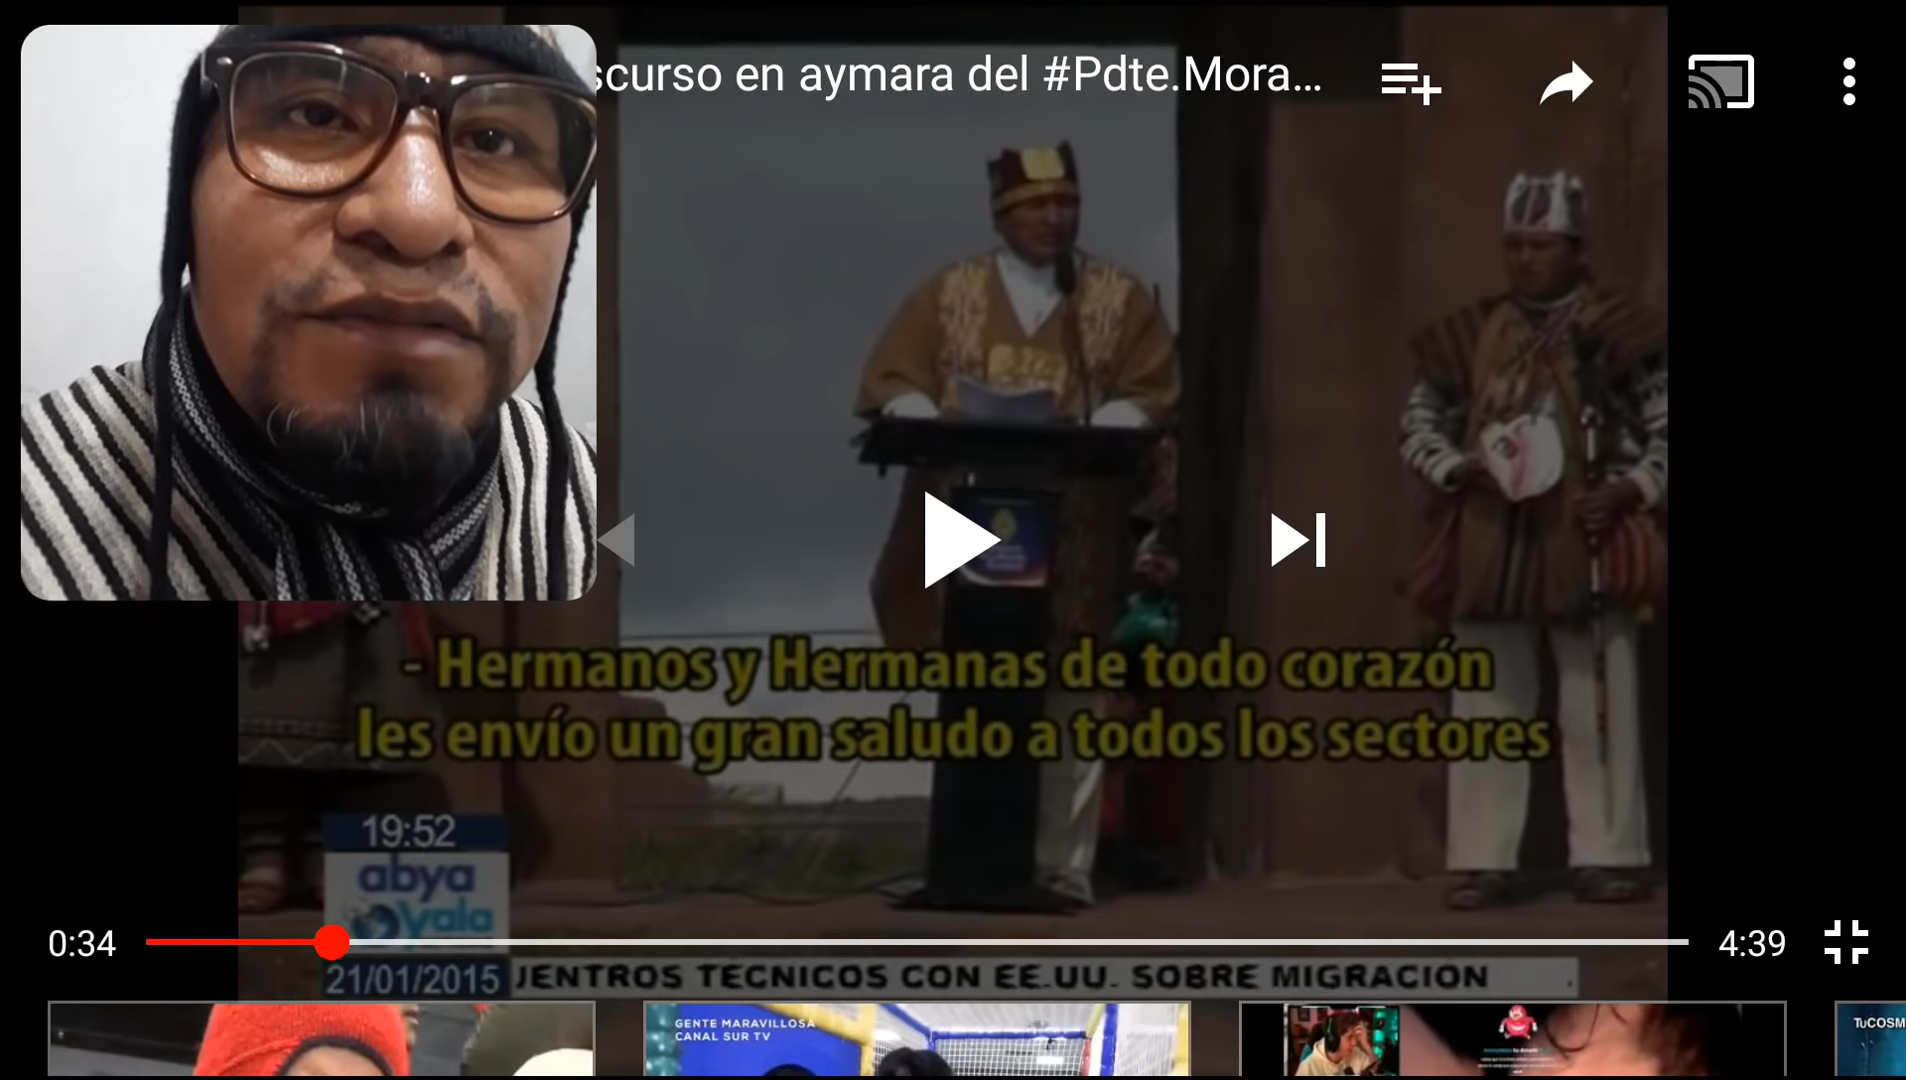 scurso en aymara del #Pdte.Mora...
- Hermanos y Hermanas de todo corazón
les envío un gran saludo a todos los sectores
19:52
abya
yala
0:34
4:39
21/01/2015
JENTROS TECNICOS CON EE.UU. SOBRE MIGRACION
GENTE MARAVILLOSA
CANAL SUR TV
TuCOSM